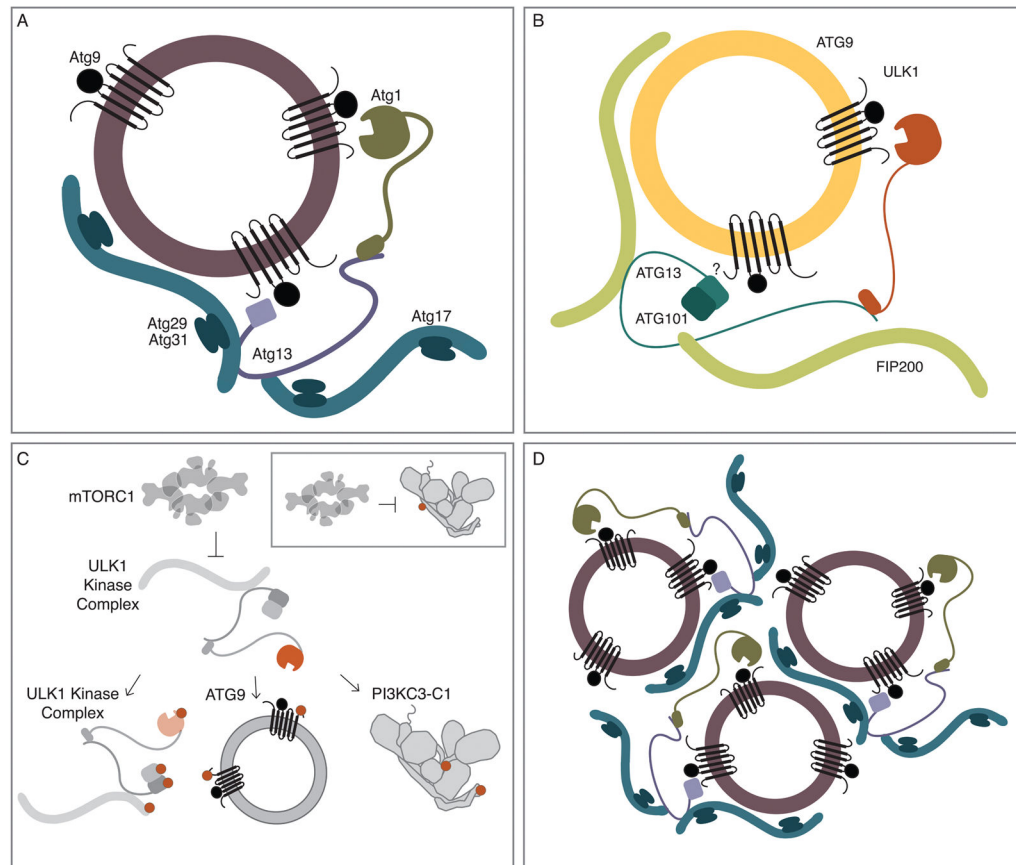 A
Atg9
Atg1
Atg29
Atg31
Atg13
Atg17
B
ATG9
ULK1
ATG13
?
ATG101
FIP200
C
mTORC1
ULK1
Kinase
Complex
ULK1 Kinase
Complex
ATG9
PI3KC3-C1
D